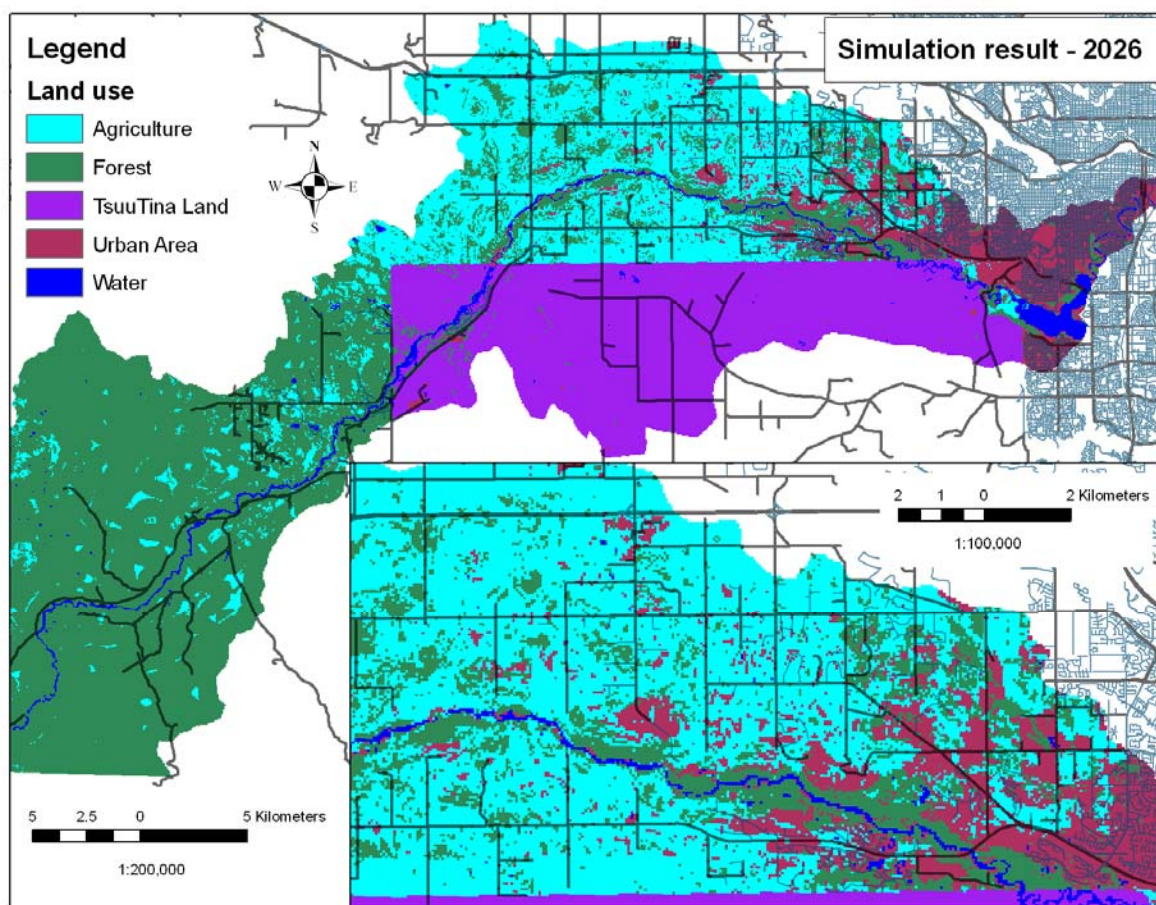 Legend
Simulation result - 2026
Land use
Agriculture
Forest
TsuuTina Land
Urban Area
Water
N
W E
S
2 1 0 2 Kilometers
1:100,000
5 2.5 0 5 Kilometers
1:200,000